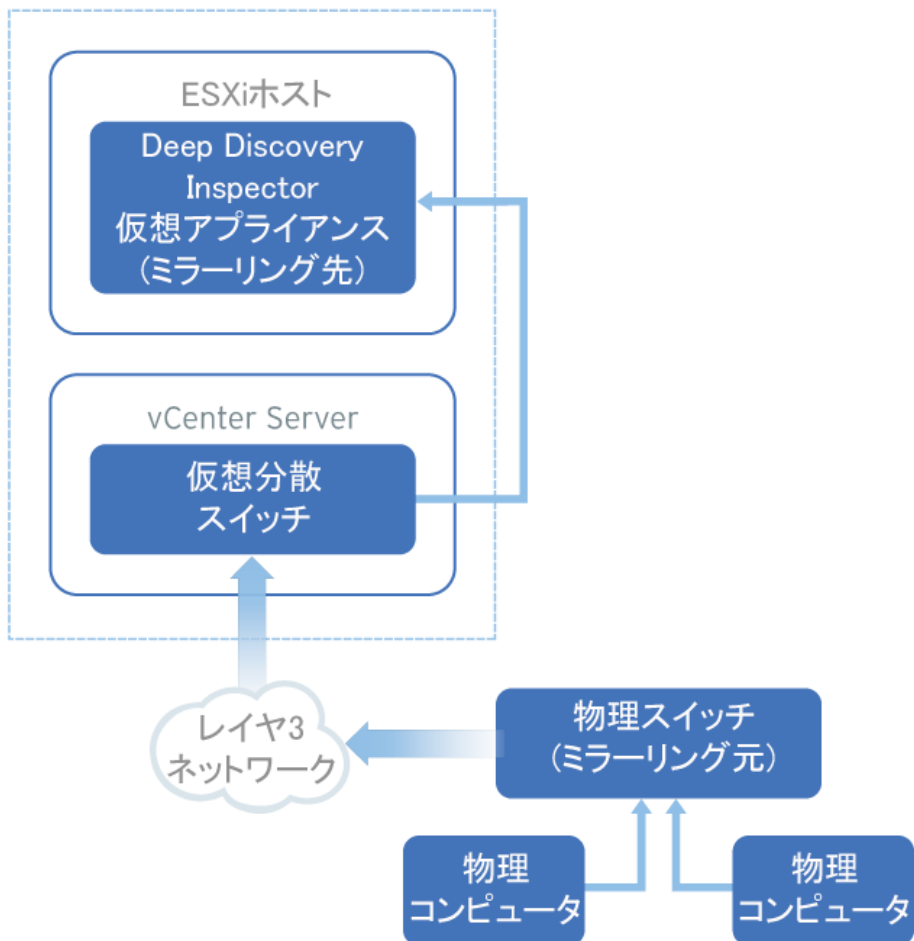 ESXiホスト
Deep Discovery
Inspector
仮想アプライアンス
(ミラーリング先)
vCenter Server
仮想分散
スイッチ
レイヤ3
ネットワーク
物理スイッチ
(ミラーリング元)
物理
コンピュータ
物理
コンピュータ